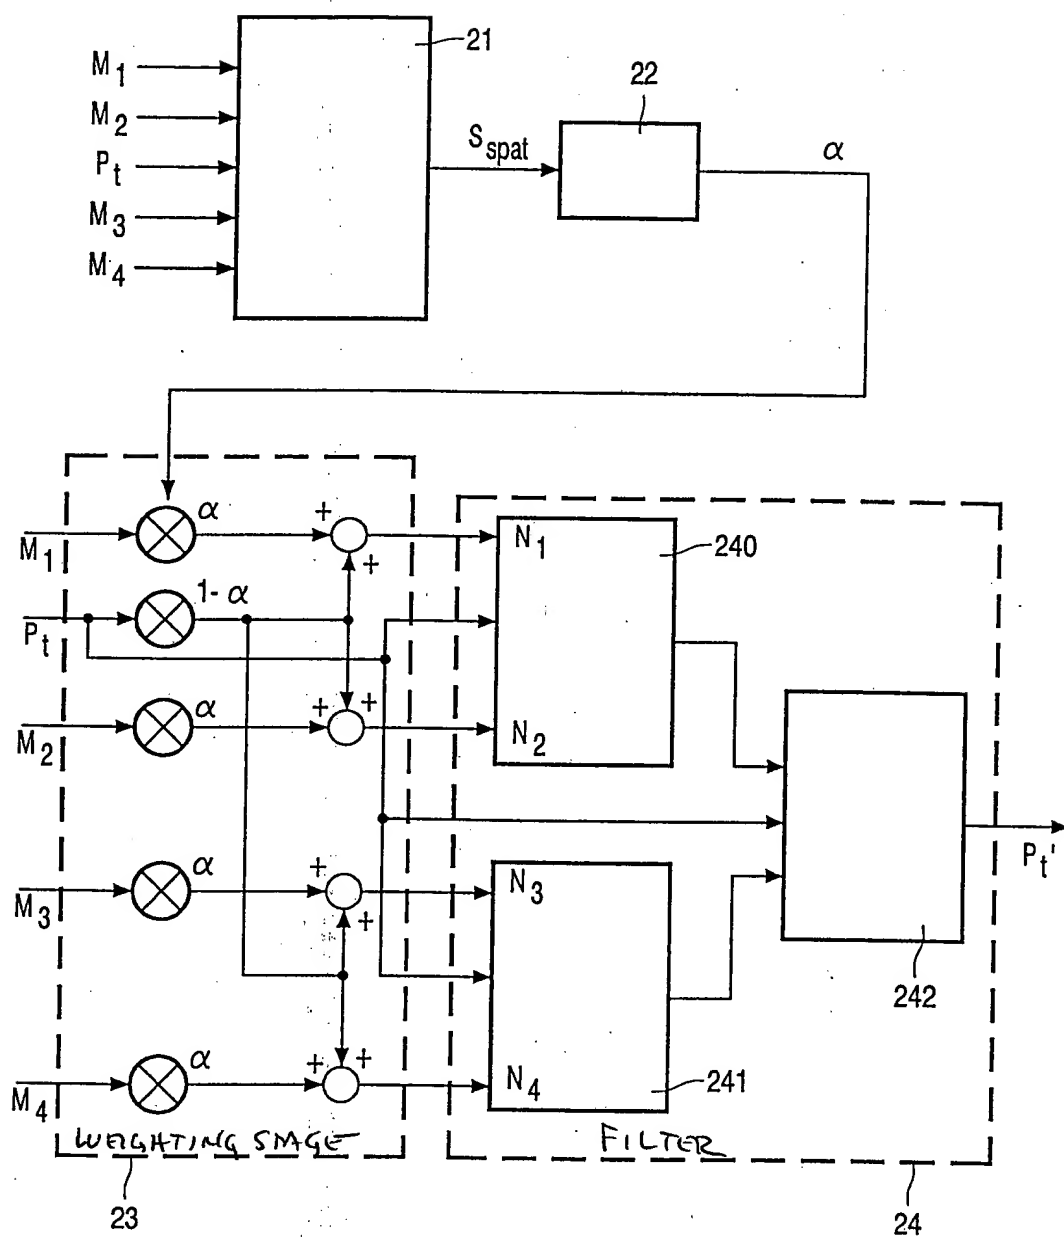 21
M1
22
M2
Sspat
α
Pt
M3
M4
α
+
M1
N1
+
240
1-α
Pt
α
+
+
M2
N2
Pt'
α
+
N3
M3
+
242
α
+
+
N4
241
M4
WEIGHTING STAGE
FILTER
23
24